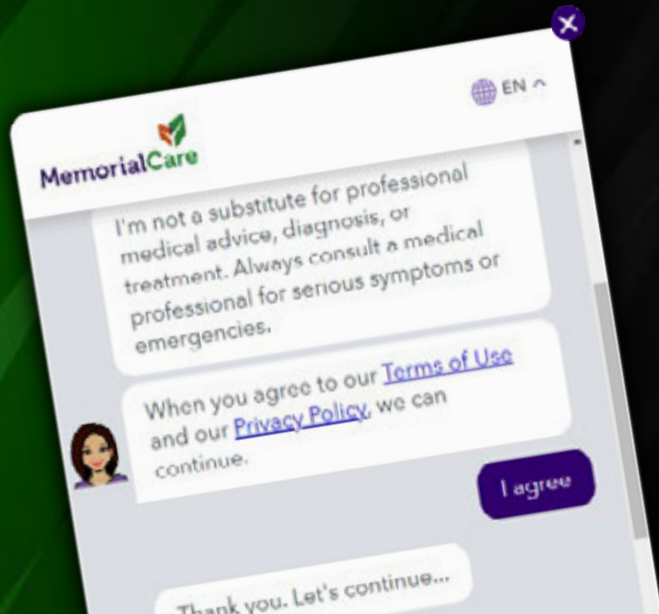 EN
MemorialCare
I'm not a substitute for professional
medical advice, diagnosis, or
treatment. Always consult a medical
professional for serious symptoms or
emergencies.
When you agree to our Terms of Use
and our Privacy Policy, we can
continue.
I agree
Thank you. Let's continue...